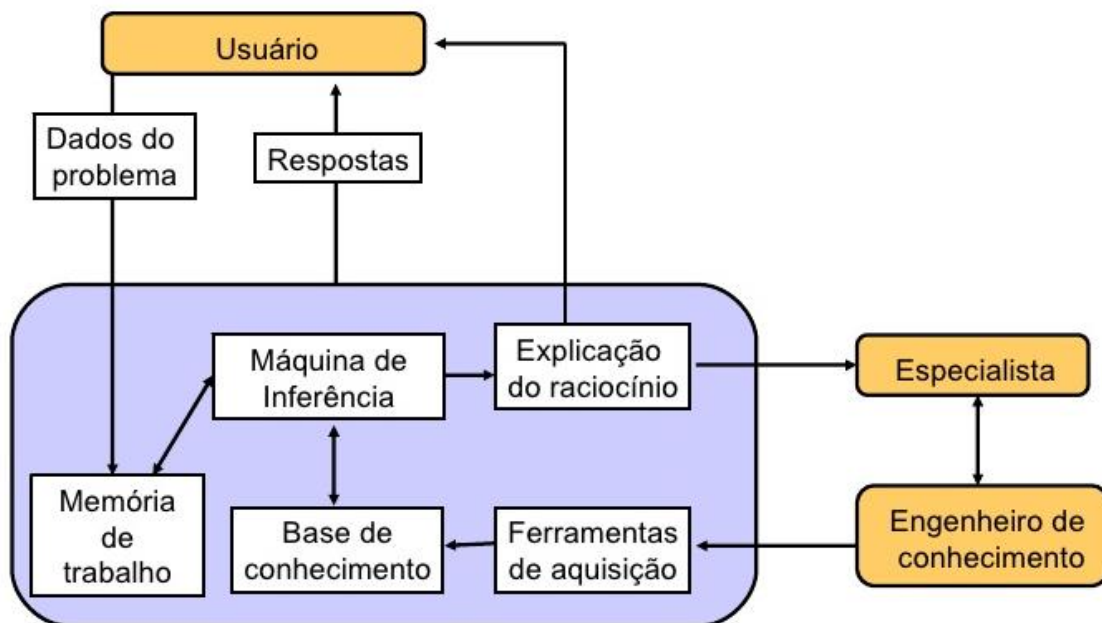 Usuário
Dados do
problema
Respostas
Máquina de
Inferência
Explicação
do raciocínio
Especialista
Memória
de
trabalho
Base de
conhecimento
Ferramentas
de aquisição
Engenheiro de
conhecimento